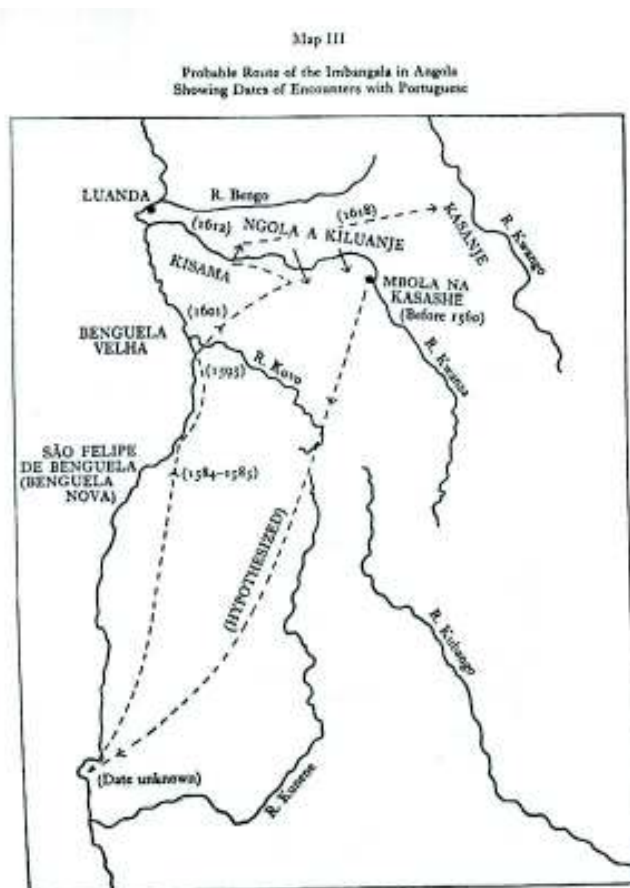 Map III
Probable Route of the Imbangala in Angola
Showing Dates of Encounters with Portuguese
LUANDA
R. Bengo
(1612)
NGOLA A KILUANJE
(1618)
KASANJE
R. Kwango
KISAMA
MBOLA NA
KASASHE
(Before 1560)
(1601)
BENGUELA
VELHA
R. Kuvo
R. Kwanza
(1593)
SÃO FELIPE
DE BENGUELA
(BENGUELA
NOVA)
(1584-1585)
(HYPOTHESIZED)
R. Kubango
(Date unknown)
R. Kunene